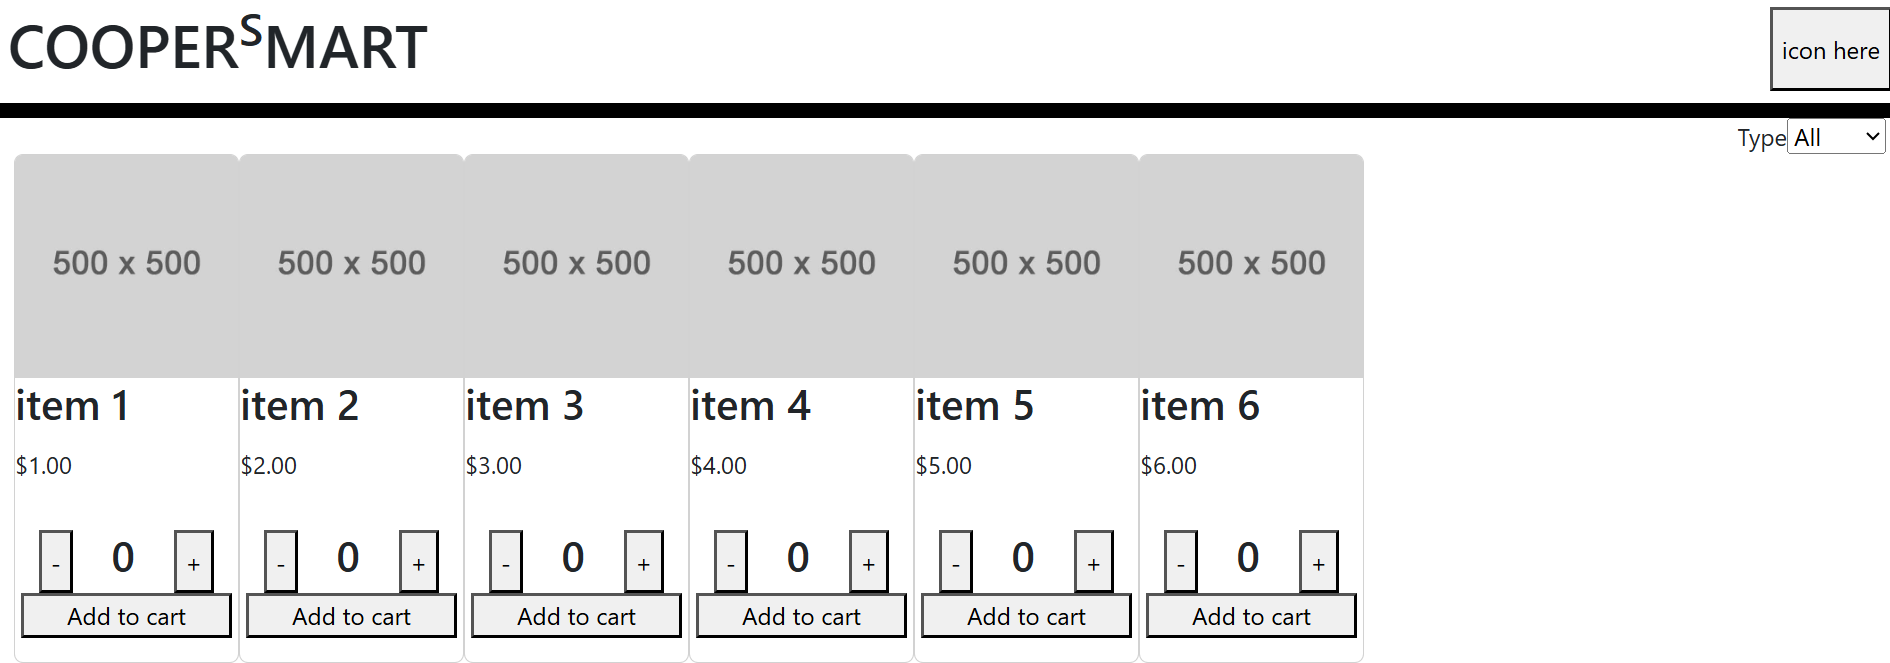 COOPERSMART
icon here
Type All
500 x 500 500 x 500 500 x 500 500 x 500 500 x 500 500 x 500
item 1 item 2 item 3 item 4 item 5 item 6
$1.00 $2.00 $3.00 $4.00 $5.00 $6.00
- 0 + - 0 + - 0 + - 0 + - 0 + - 0 +
Add to cart Add to cart Add to cart Add to cart Add to cart Add to cart